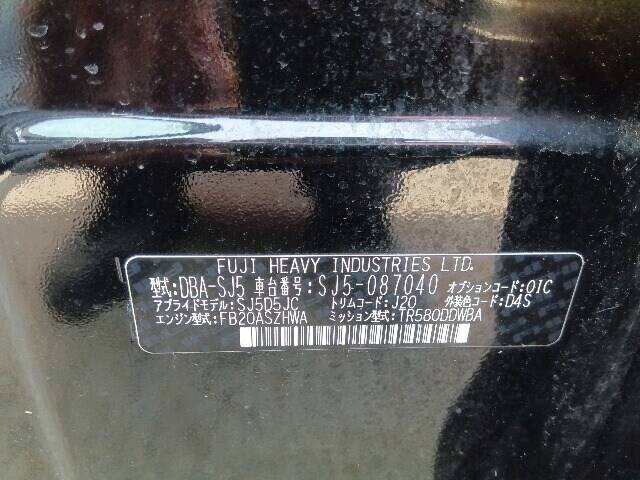 FUJI HEAVY INDUSTRIES LTD.
型式:DBA-SJ5 車台番号:SJ5-087040 オプションコード:OTC
アプライドモデル:SJ5D5JC トリムコード:J20 外装色コード:D4S
エンジン型式:FB20ASZHWA ミッション型式:TR580DDWBA